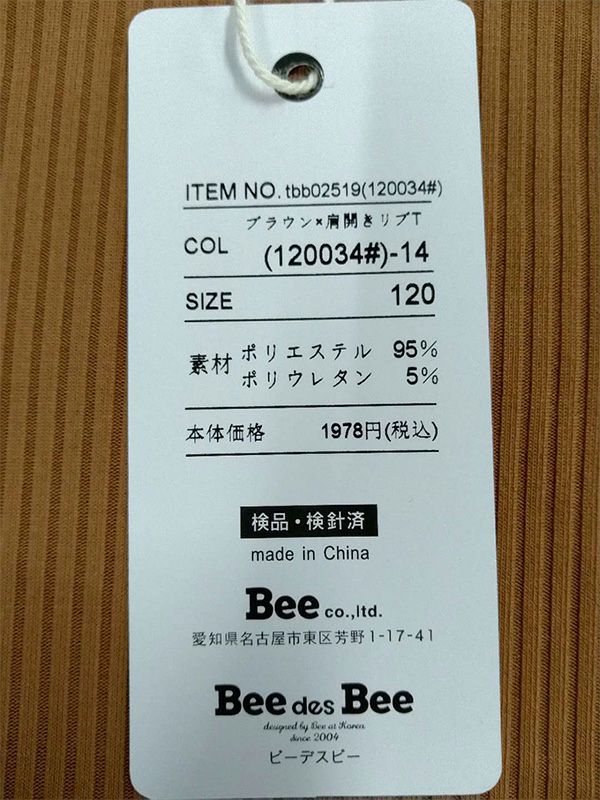 ITEM NO. tbb02519(120034#)
ブラウン×肩開きリブT
COL (120034#)-14
SIZE 120
素材 ポリエステル 95%
ポリウレタン 5%
本体価格 1978円(税込)
検品・検針済
made in China
Bee co.,ltd.
愛知県名古屋市東区芳野1-17-41
Bee des Bee
designed by Bee at Korea
since 2004
ビーデスビー